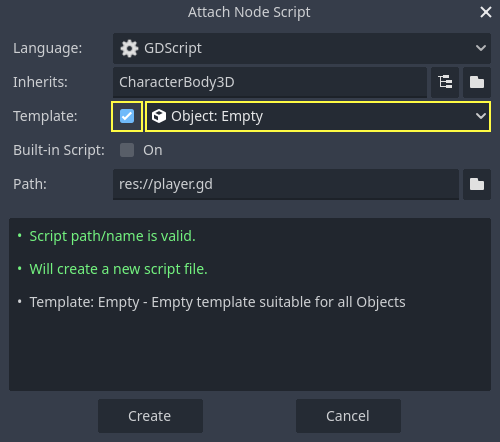 Attach Node Script
Language: GDScript
Inherits: CharacterBody3D
Template: Object: Empty
Built-in Script: On
Path: res://player.gd
• Script path/name is valid.
• Will create a new script file.
• Template: Empty - Empty template suitable for all Objects
Create Cancel